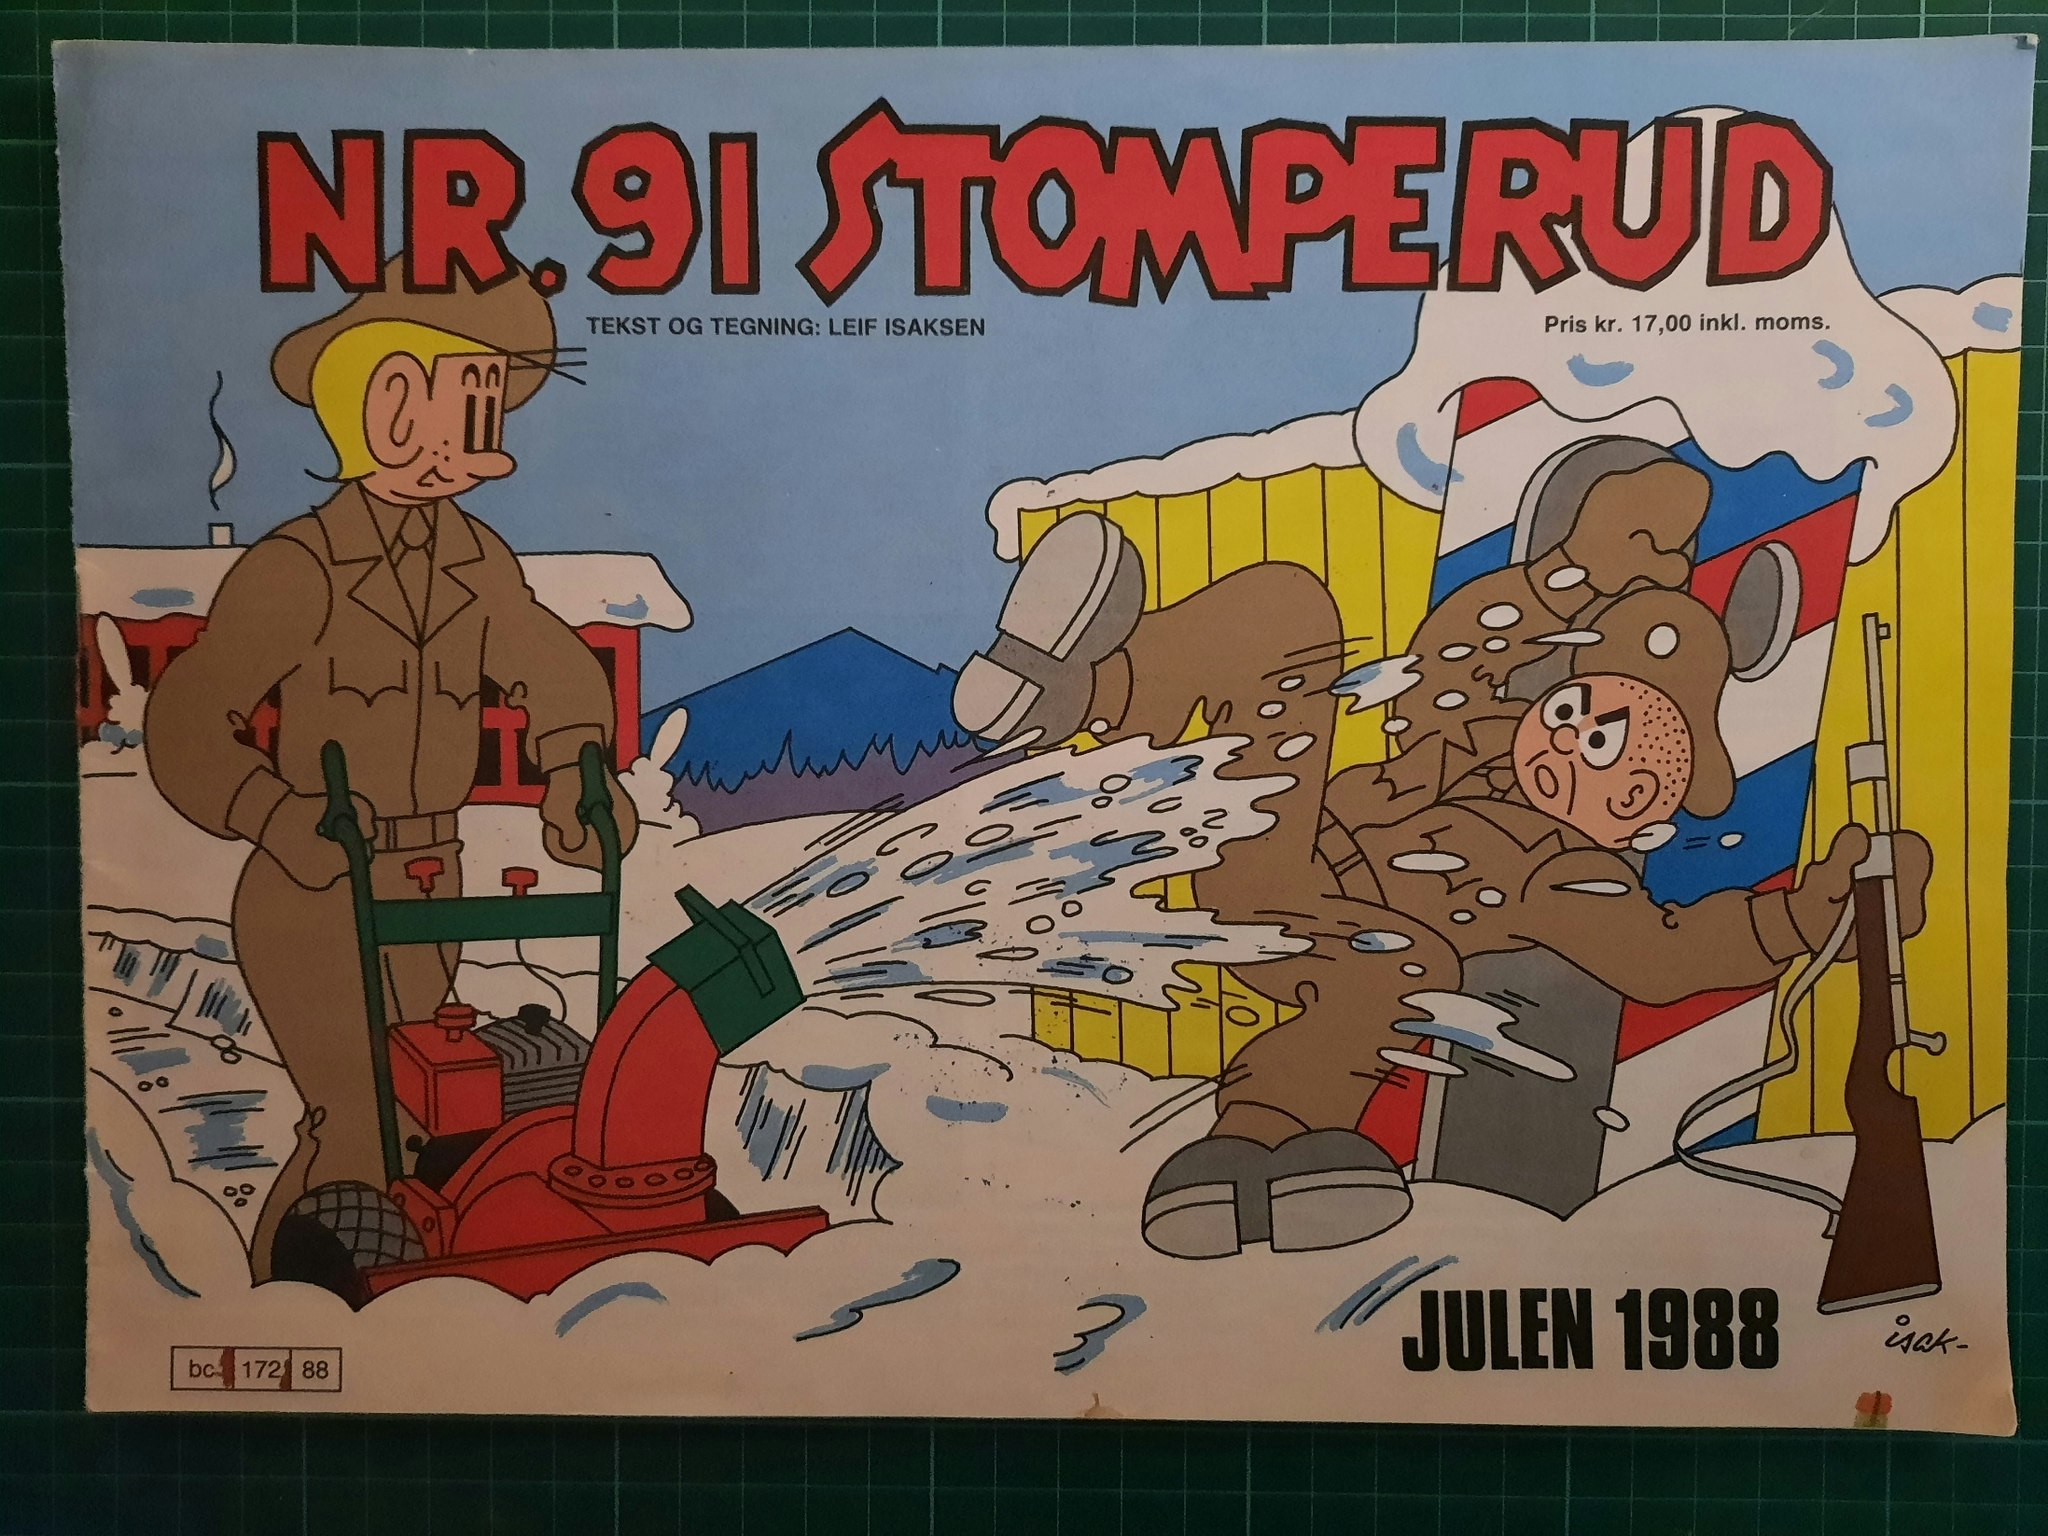 NR. 91 STOMPERUD
TEKST OG TEGNING: LEIF ISAKSEN
Pris kr. 17,00 inkl. moms.
JULEN 1988
isak-
bc- 172 88